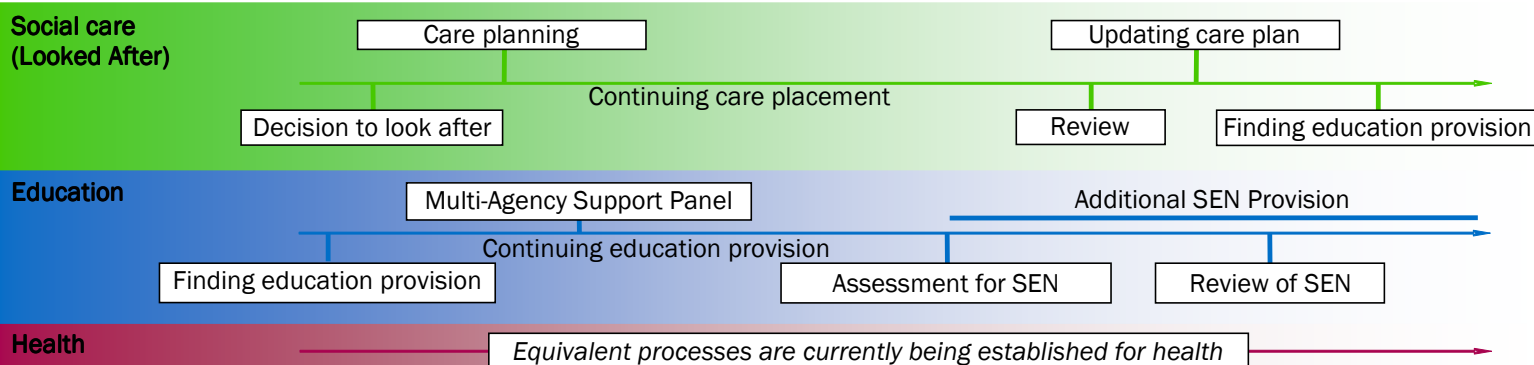 Social care
(Looked After)
Care planning
Updating care plan
Continuing care placement
Decision to look after
Review
Finding education provision
Education
Multi-Agency Support Panel
Additional SEN Provision
Continuing education provision
Finding education provision
Assessment for SEN
Review of SEN
Health
Equivalent processes are currently being established for health